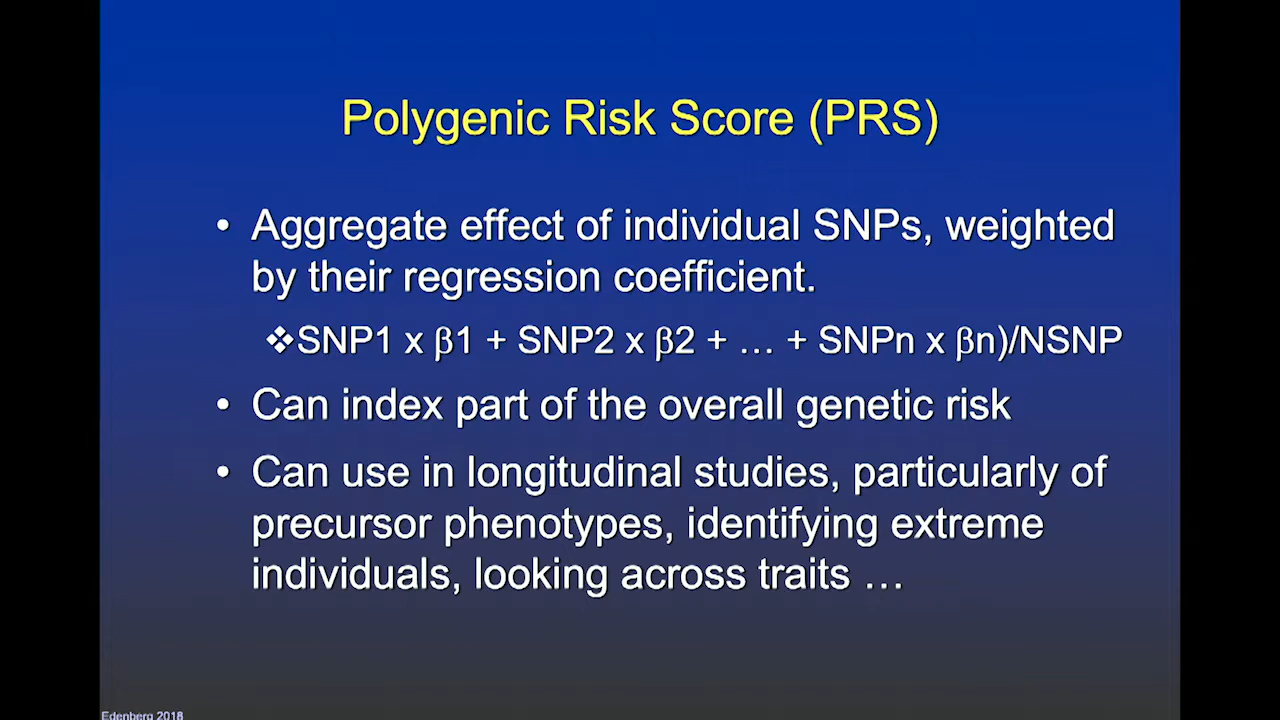 Polygenic Risk Score (PRS)
• Aggregate effect of individual SNPs, weighted
by their regression coefficient.
❖SNP1 x β1 + SNP2 x β2 + … + SNPn x βn)/NSNP
• Can index part of the overall genetic risk
• Can use in longitudinal studies, particularly of
precursor phenotypes, identifying extreme
individuals, looking across traits …
Edenberg 2018